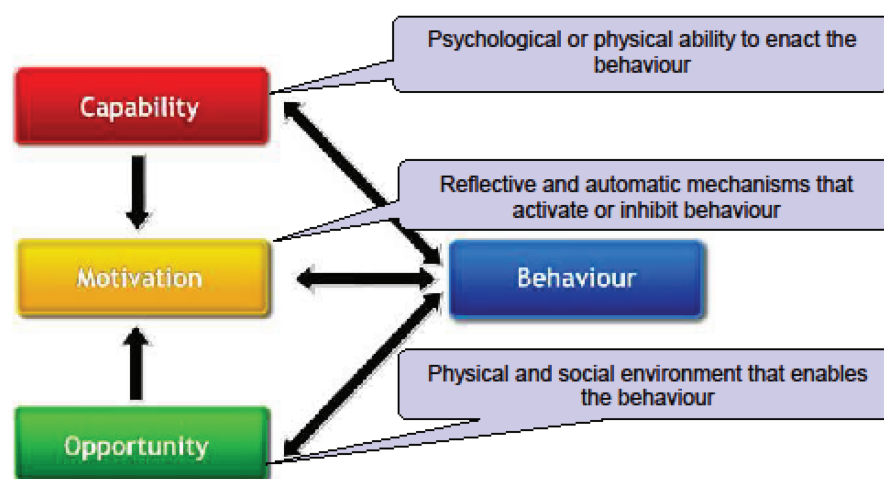 Psychological or physical ability to enact the
behaviour
Capability
Reflective and automatic mechanisms that
activate or inhibit behaviour
Motivation
Behaviour
Physical and social environment that enables
the behaviour
Opportunity